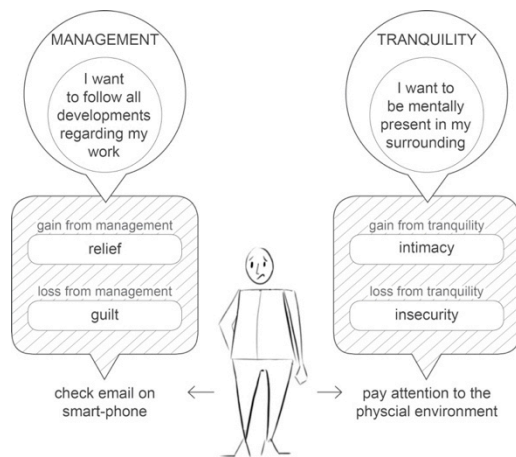 MANAGEMENT
I want
to follow all
developments
regarding my
work
gain from management
relief
loss from management
guilt
check email on
smart-phone
TRANQUILITY
I want to
be mentally
present in my
surrounding
gain from tranquility
intimacy
loss from tranquility
insecurity
pay attention to the
physcial environment